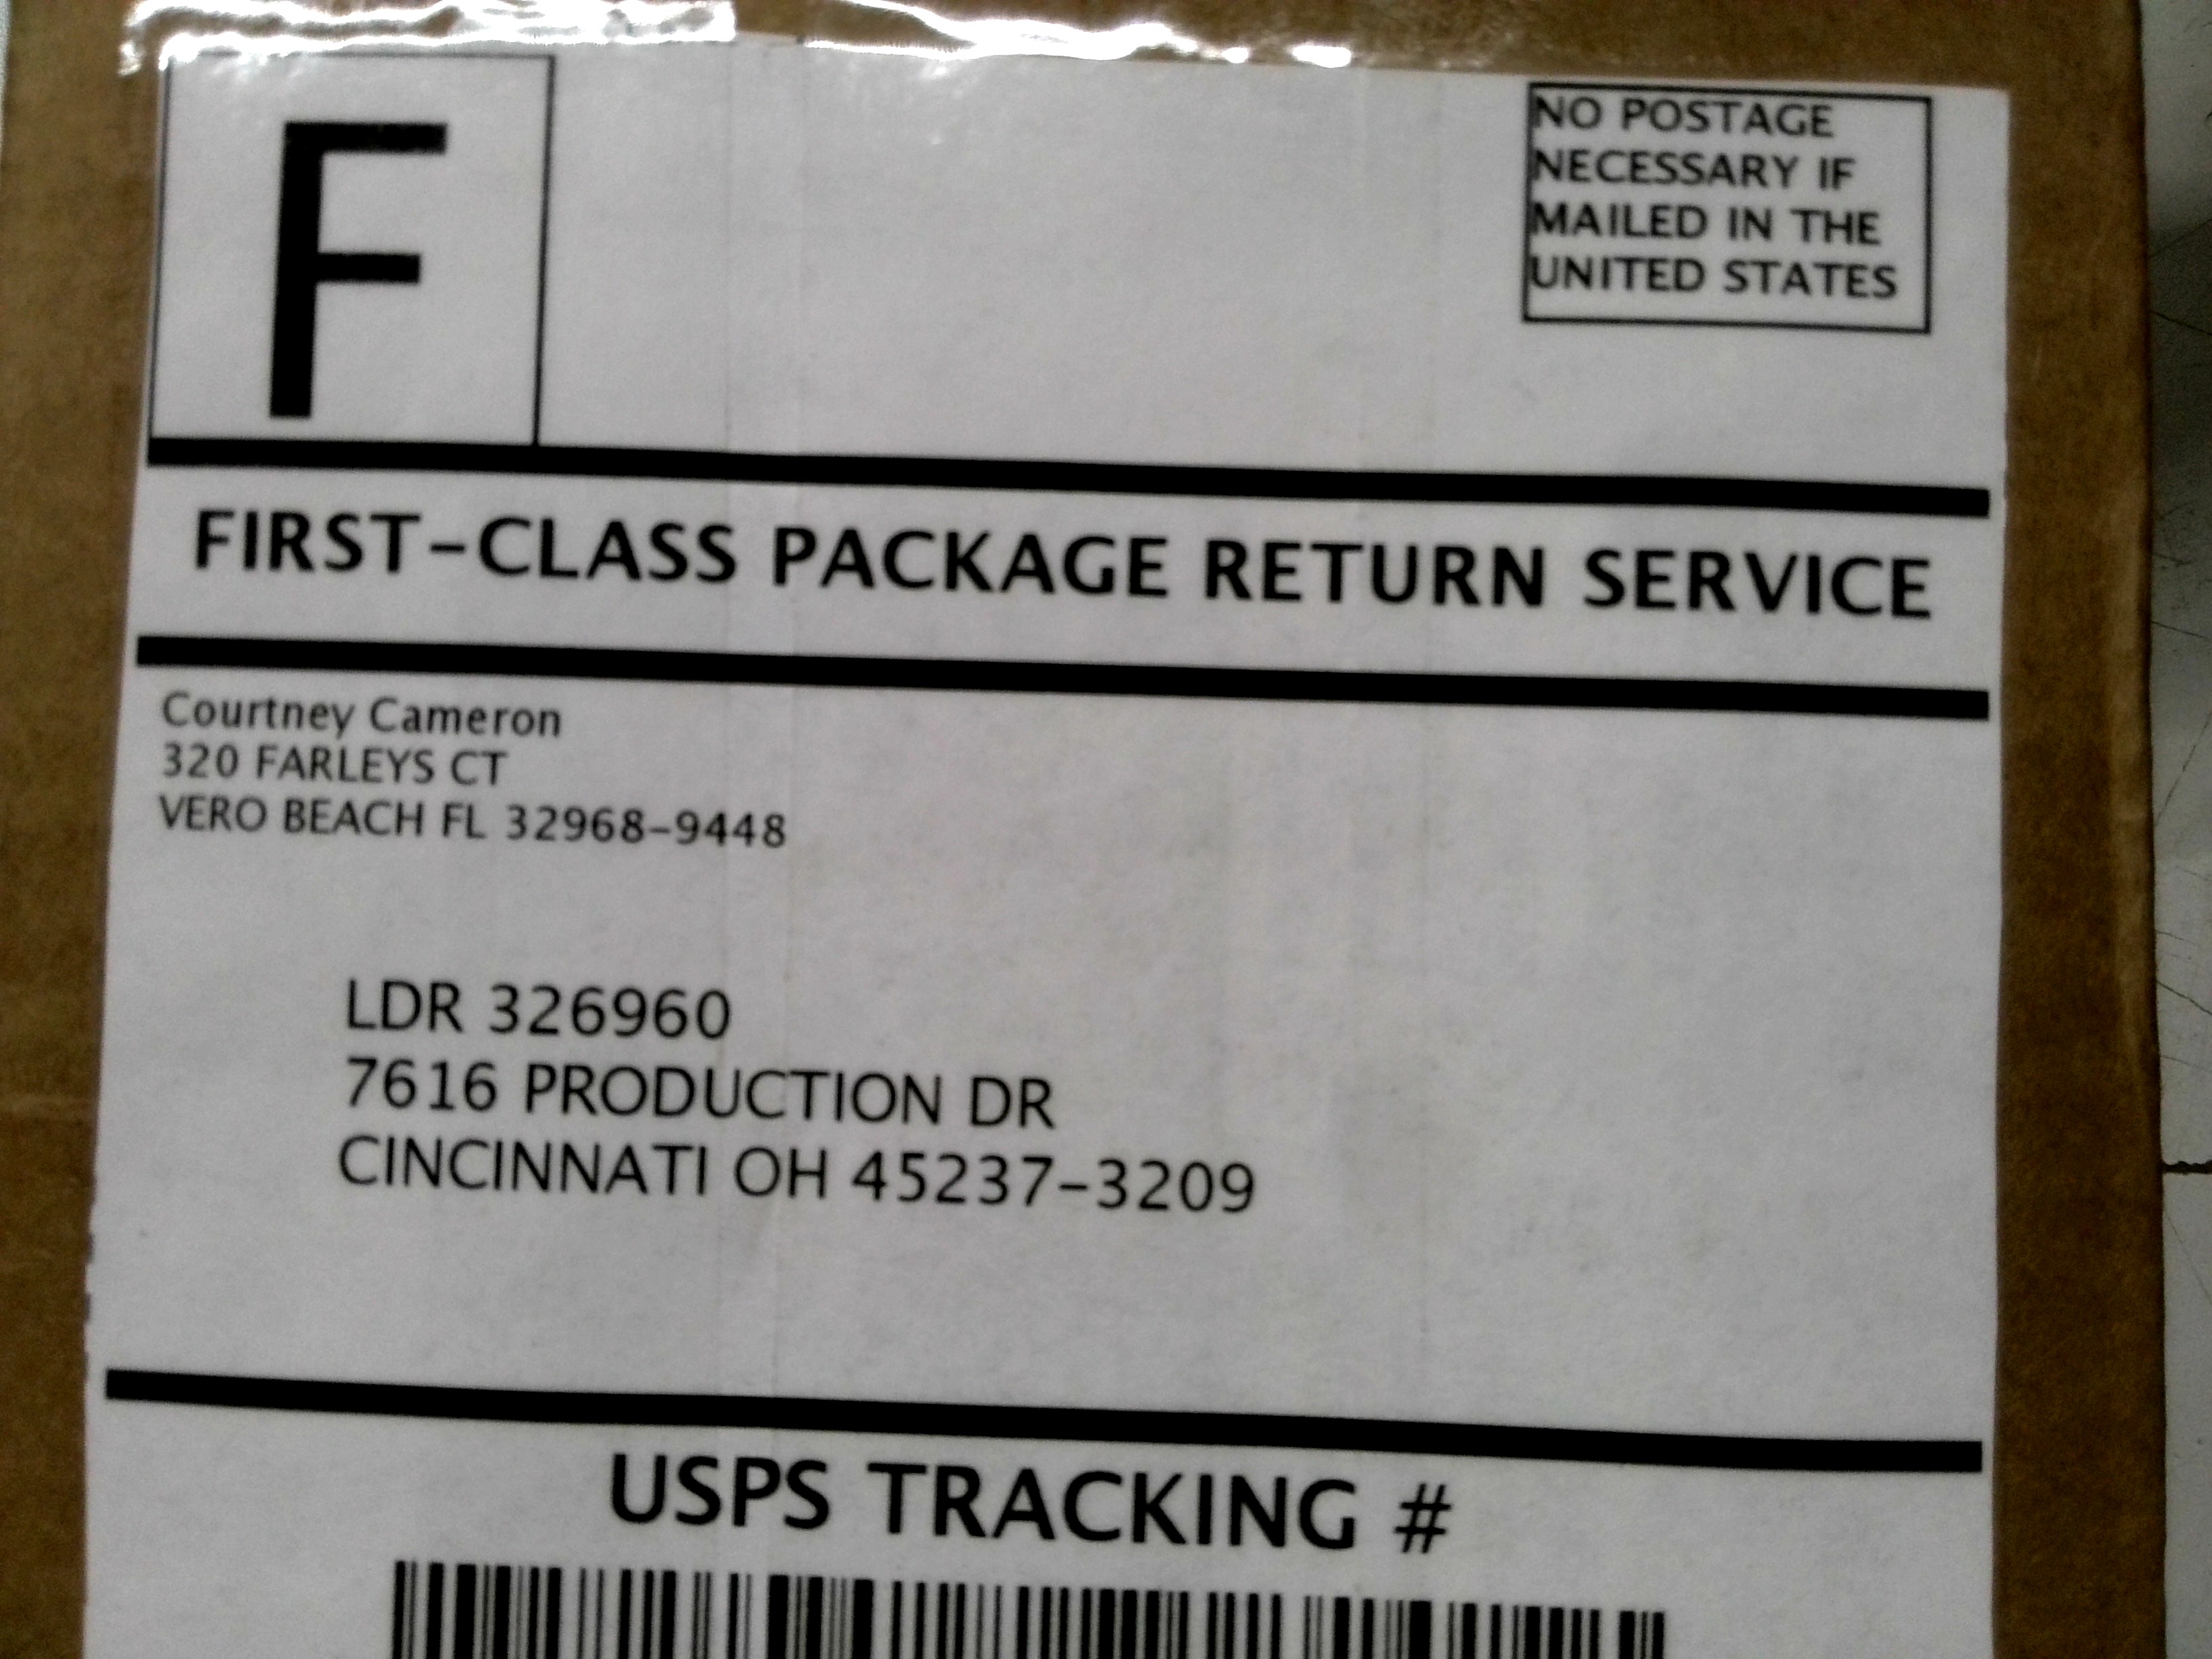 F
NO POSTAGE
NECESSARY IF
MAILED IN THE
UNITED STATES
FIRST-CLASS PACKAGE RETURN SERVICE
Courtney Cameron
320 FARLEYS CT
VERO BEACH FL 32968-9448
LDR 326960
7616 PRODUCTION DR
CINCINNATI OH 45237-3209
USPS TRACKING #